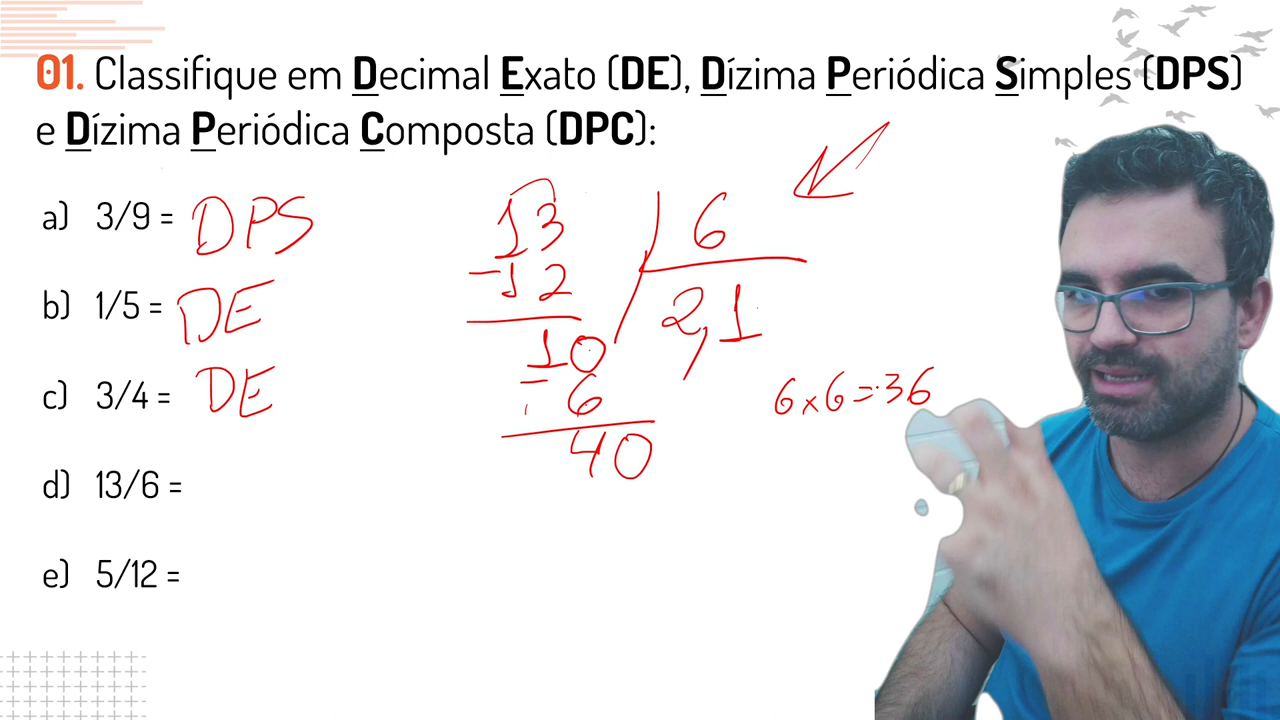 01. Classifique em Decimal Exato (DE), Dízima Periódica Simples (DPS)
e Dízima Periódica Composta (DPC):
a) 3/9 = DPS
b) 1/5 = DE
c) 3/4 = DE
d) 13/6 =
e) 5/12 =
13 6
-12 2,1
10
-6
40
6x6=36